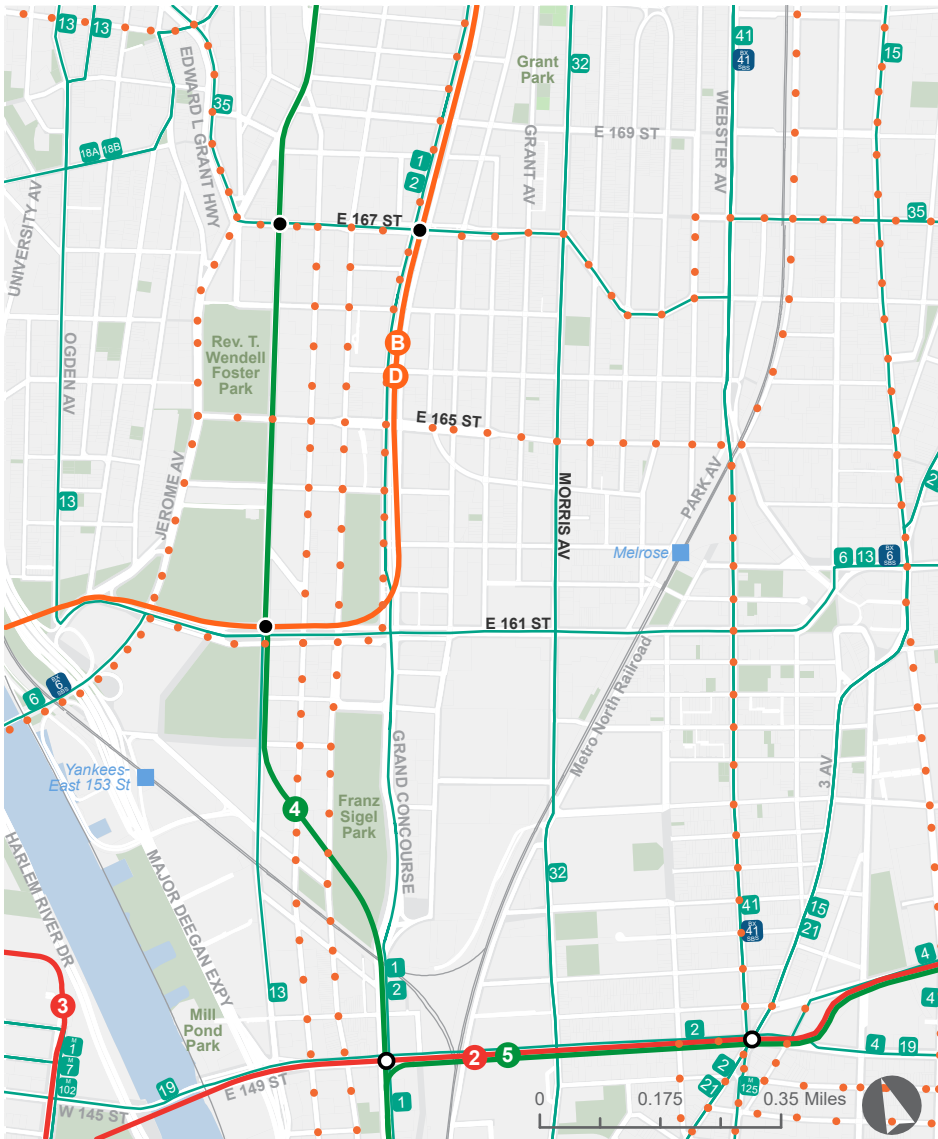 13
13
41
BX
41
SBS
15
32
Grant
Park
EDWARD L GRANT HWY
35
WEBSTER AV
GRANT AV
E 169 ST
18A
18B
1
2
UNIVERSITY AV
E 167 ST
35
OGDEN AV
Rev. T.
Wendell
Foster
Park
B
D
E 165 ST
JEROME AV
PARK AV
13
MORRIS AV
Melrose
6
13
BX
6
SBS
E 161 ST
6
BX
6
SBS
Metro North Railroad
Yankees-
East 153 St
GRAND CONCOURSE
3 AV
4
Franz
Sigel
Park
HARLEM RIVER DR
MAJOR DEEGAN EXPY
32
41
BX
41
SBS
15
21
4
1
2
13
4
3
Mill
Pond
Park
2
M
1
M
7
M
102
2
5
4
19
19
E 149 ST
2
21
M
125
W 145 ST
1
0
0.175
0.35 Miles